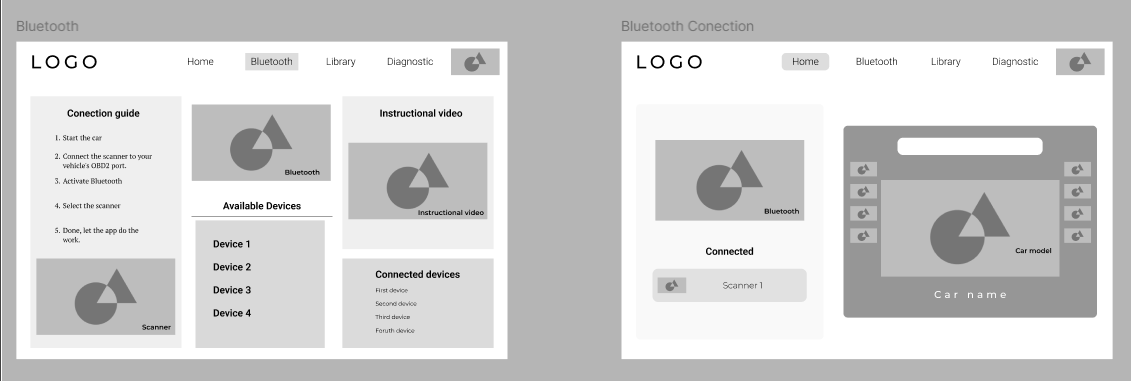 Bluetooth
LOGO
Home
Bluetooth
Library
Diagnostic
Conection guide
1. Start the car
2. Connect the scanner to your
vehicle's OBD2 port.
3. Activate Bluetooth
4. Select the scanner
5. Done, let the app do the
work.
Scanner
Bluetooth
Available Devices
Device 1
Device 2
Device 3
Device 4
Instructional video
Instructional video
Connected devices
First device
Second device
Third device
Foruth device
Bluetooth Conection
LOGO
Home
Bluetooth
Library
Diagnostic
Bluetooth
Connected
Scanner 1
Car model
Car name